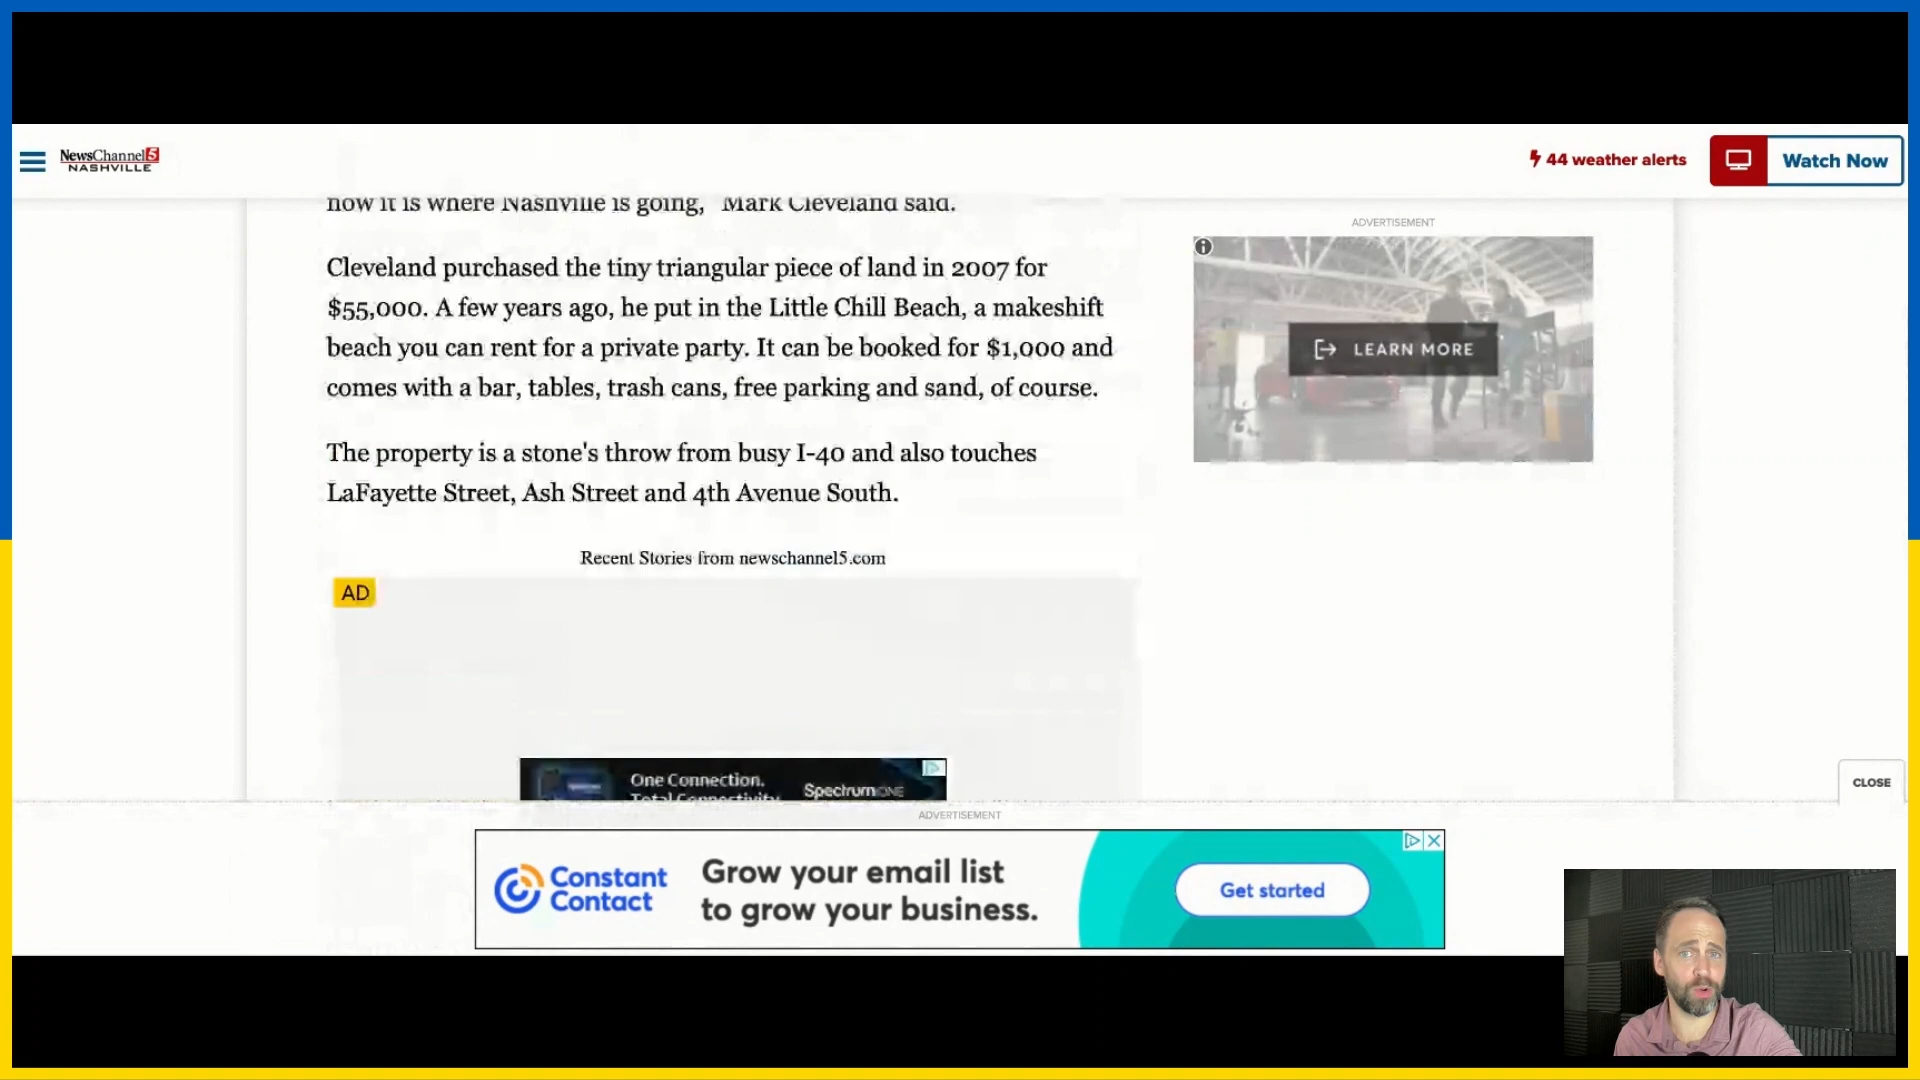 NewsChannel5
NASHVILLE
44 weather alerts
Watch Now
now it is where Nashville is going," Mark Cleveland said.
ADVERTISEMENT
Cleveland purchased the tiny triangular piece of land in 2007 for
$55,000. A few years ago, he put in the Little Chill Beach, a makeshift
beach you can rent for a private party. It can be booked for $1,000 and
comes with a bar, tables, trash cans, free parking and sand, of course.
LEARN MORE
The property is a stone's throw from busy I-40 and also touches
LaFayette Street, Ash Street and 4th Avenue South.
Recent Stories from newschannel5.com
AD
One Connection.
Total Connectivity.
Spectrum ONE
CLOSE
ADVERTISEMENT
Constant
Contact
Grow your email list
to grow your business.
Get started